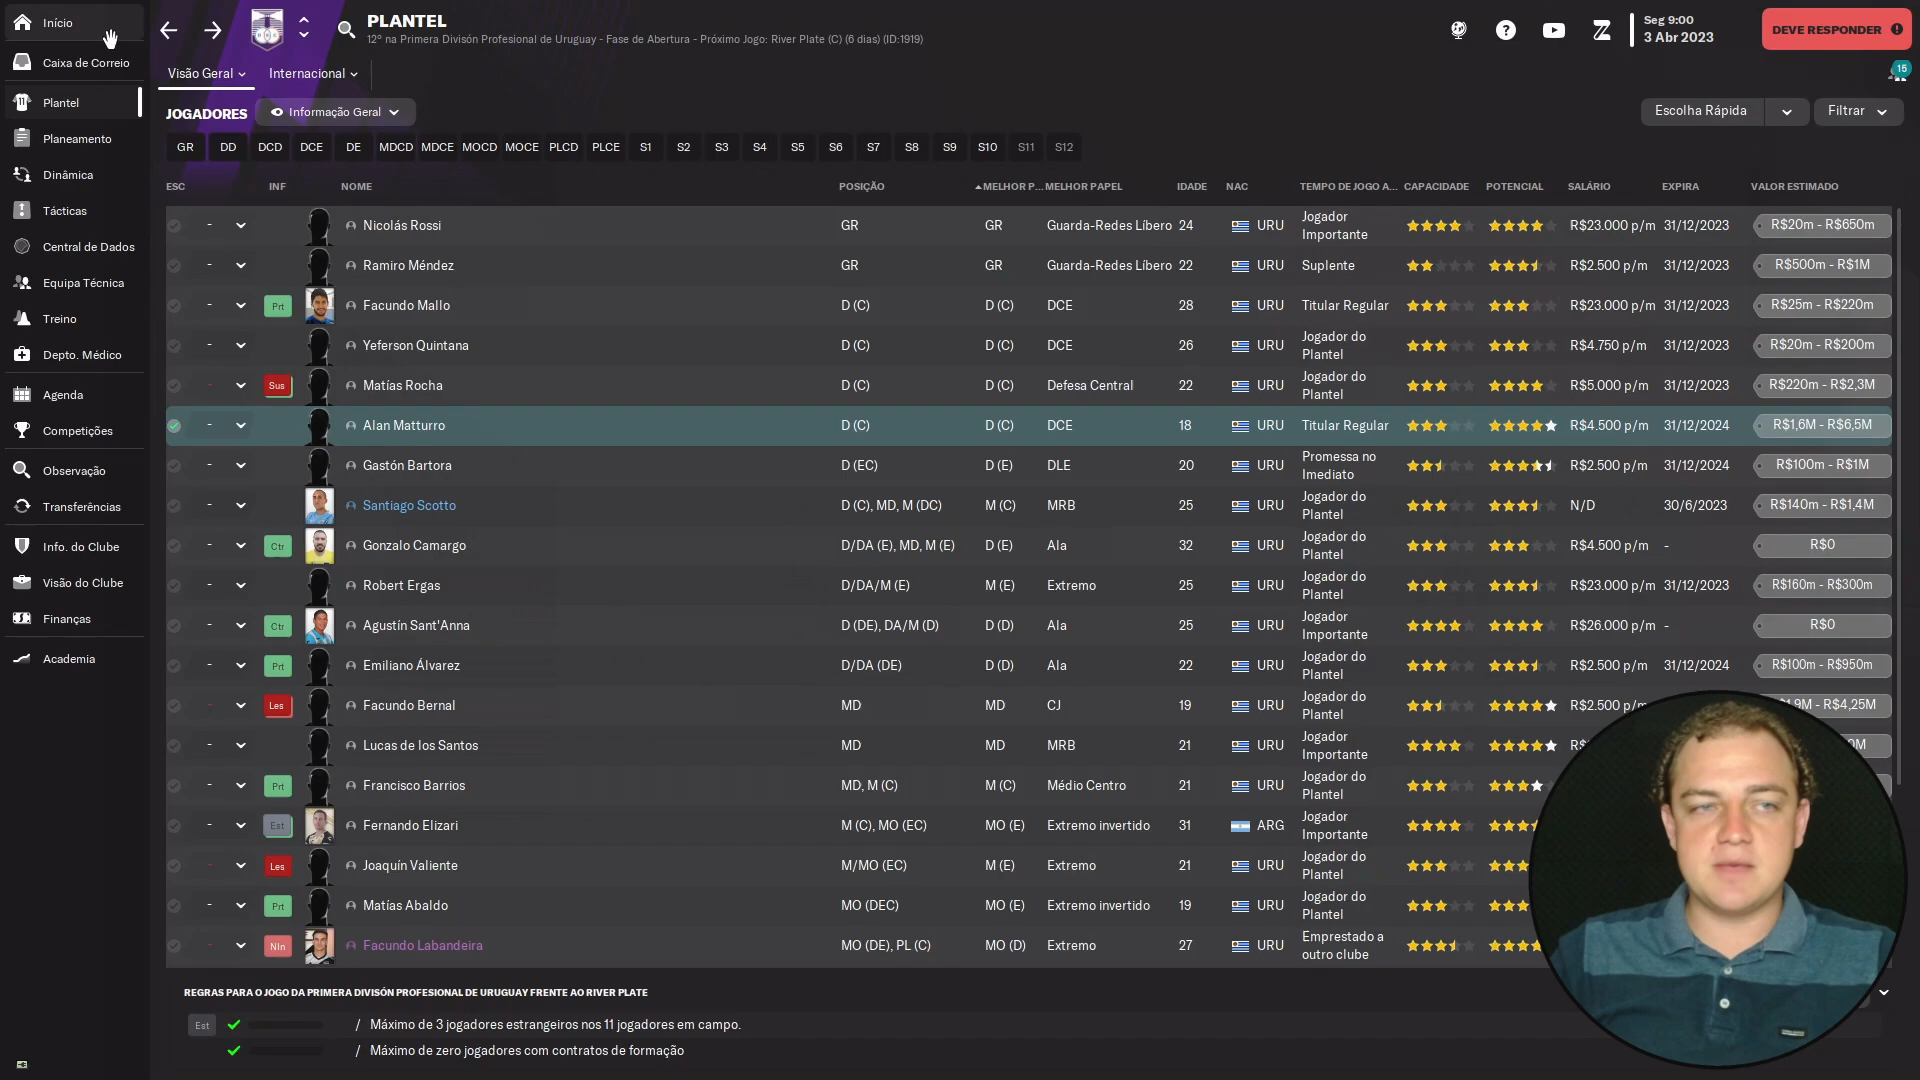 Início
Caixa de Correio
Plantel
Planeamento
Dinâmica
Tácticas
Central de Dados
Equipa Técnica
Treino
Depto. Médico
Agenda
Competições
Observação
Transferências
Info. do Clube
Visão do Clube
Finanças
Academia
PLANTEL
12º na Primera Divisón Profesional de Uruguay - Fase de Abertura - Próximo Jogo: River Plate (C) (6 dias) (ID:1919)
Seg 9:00
3 Abr 2023
DEVE RESPONDER
15
Visão Geral Internacional
JOGADORES Informação Geral Escolha Rápida Filtrar
GR DD DCD DCE DE MDCD MDCE MOCD MOCE PLCD PLCE S1 S2 S3 S4 S5 S6 S7 S8 S9 S10 S11 S12
ESC INF NOME POSIÇÃO MELHOR P... MELHOR PAPEL IDADE NAC TEMPO DE JOGO A... CAPACIDADE POTENCIAL SALÁRIO EXPIRA VALOR ESTIMADO
- Nicolás Rossi GR GR Guarda-Redes Líbero 24 URU Jogador Importante R$23.000 p/m 31/12/2023 R$20m - R$650m
- Ramiro Méndez GR GR Guarda-Redes Líbero 22 URU Suplente R$2.500 p/m 31/12/2023 R$500m - R$1M
- Prt Facundo Mallo D (C) D (C) DCE 28 URU Titular Regular R$23.000 p/m 31/12/2023 R$25m - R$220m
- Yeferson Quintana D (C) D (C) DCE 26 URU Jogador do Plantel R$4.750 p/m 31/12/2023 R$20m - R$200m
- Sus Matías Rocha D (C) D (C) Defesa Central 22 URU Jogador do Plantel R$5.000 p/m 31/12/2023 R$220m - R$2,3M
- Alan Matturro D (C) D (C) DCE 18 URU Titular Regular R$4.500 p/m 31/12/2024 R$1,6M - R$6,5M
- Gastón Bartora D (EC) D (E) DLE 20 URU Promessa no Imediato R$2.500 p/m 31/12/2024 R$100m - R$1M
- Santiago Scotto D (C), MD, M (DC) M (C) MRB 25 URU Jogador do Plantel N/D 30/6/2023 R$140m - R$1,4M
- Ctr Gonzalo Camargo D/DA (E), MD, M (E) D (E) Ala 32 URU Jogador do Plantel R$4.500 p/m - R$0
- Robert Ergas D/DA/M (E) M (E) Extremo 25 URU Jogador do Plantel R$23.000 p/m 31/12/2023 R$160m - R$300m
- Ctr Agustín Sant'Anna D (DE), DA/M (D) D (D) Ala 25 URU Jogador Importante R$26.000 p/m - R$0
- Prt Emiliano Álvarez D/DA (DE) D (D) Ala 22 URU Jogador do Plantel R$2.500 p/m 31/12/2024 R$100m - R$950m
- Les Facundo Bernal MD MD CJ 19 URU Jogador do Plantel R$2.500 p/m R$4,25M
- Lucas de los Santos MD MD MRB 21 URU Jogador Importante
- Prt Francisco Barrios MD, M (C) M (C) Médio Centro 21 URU Jogador do Plantel
- Est Fernando Elizari M (C), MO (EC) MO (E) Extremo invertido 31 ARG Jogador Importante
- Les Joaquín Valiente M/MO (EC) M (E) Extremo 21 URU Jogador do Plantel
- Prt Matías Abaldo MO (DEC) MO (E) Extremo invertido 19 URU Jogador do Plantel
- NIn Facundo Labandeira MO (DE), PL (C) MO (D) Extremo 27 URU Emprestado a outro clube
REGRAS PARA O JOGO DA PRIMERA DIVISÓN PROFESIONAL DE URUGUAY FRENTE AO RIVER PLATE
Est / Máximo de 3 jogadores estrangeiros nos 11 jogadores em campo.
/ Máximo de zero jogadores com contratos de formação